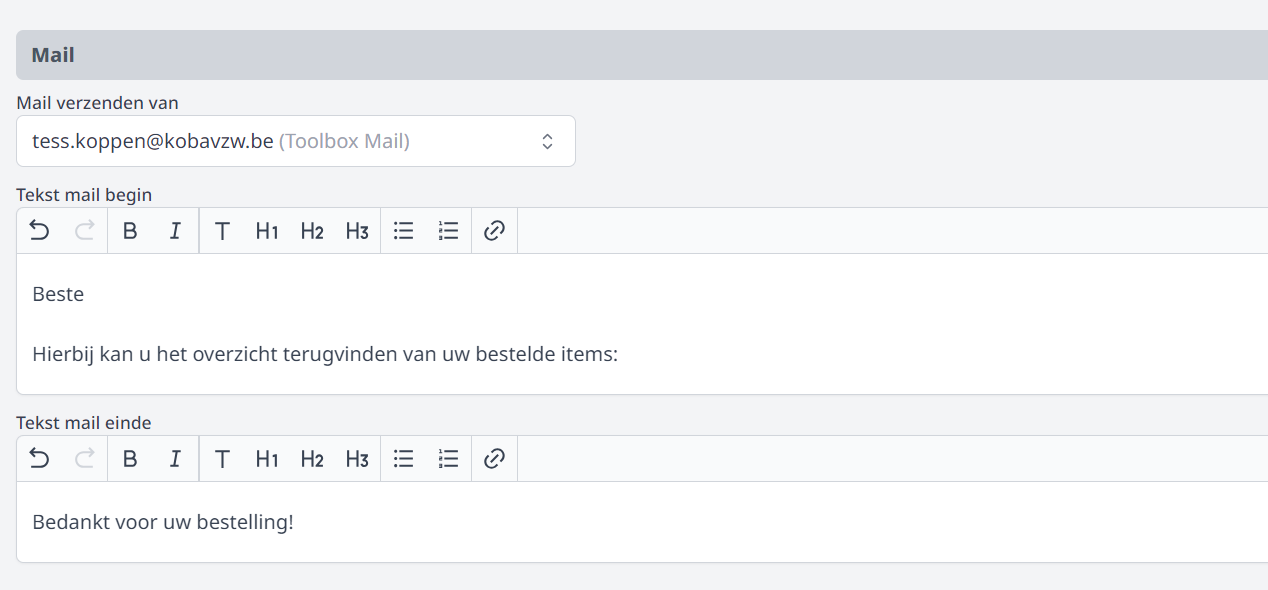 Mail
Mail verzenden van
tess.koppen@kobavzw.be (Toolbox Mail)
Tekst mail begin
B I T H1 H2 H3
Beste
Hierbij kan u het overzicht terugvinden van uw bestelde items:
Tekst mail einde
B I T H1 H2 H3
Bedankt voor uw bestelling!